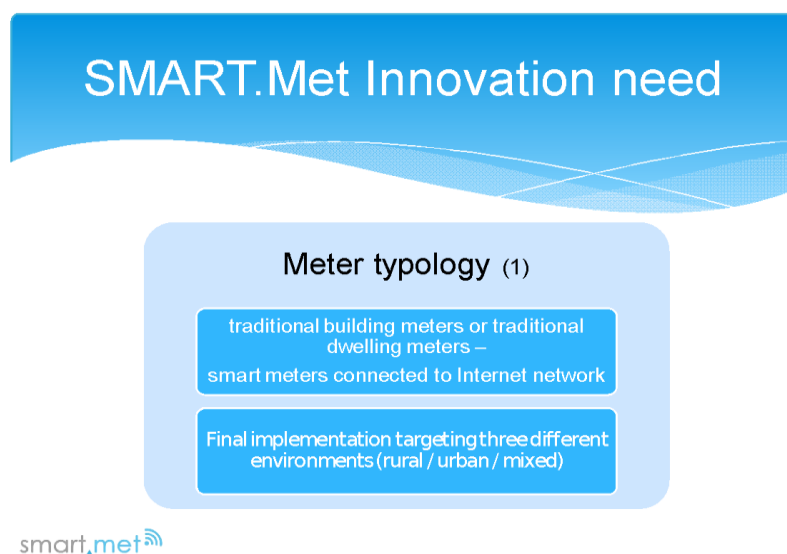 SMART.Met Innovation need
Meter typology (1)
traditional building meters or traditional
dwelling meters –
smart meters connected to Internet network
Final implementation targeting three different
environments (rural / urban / mixed)
smart.met